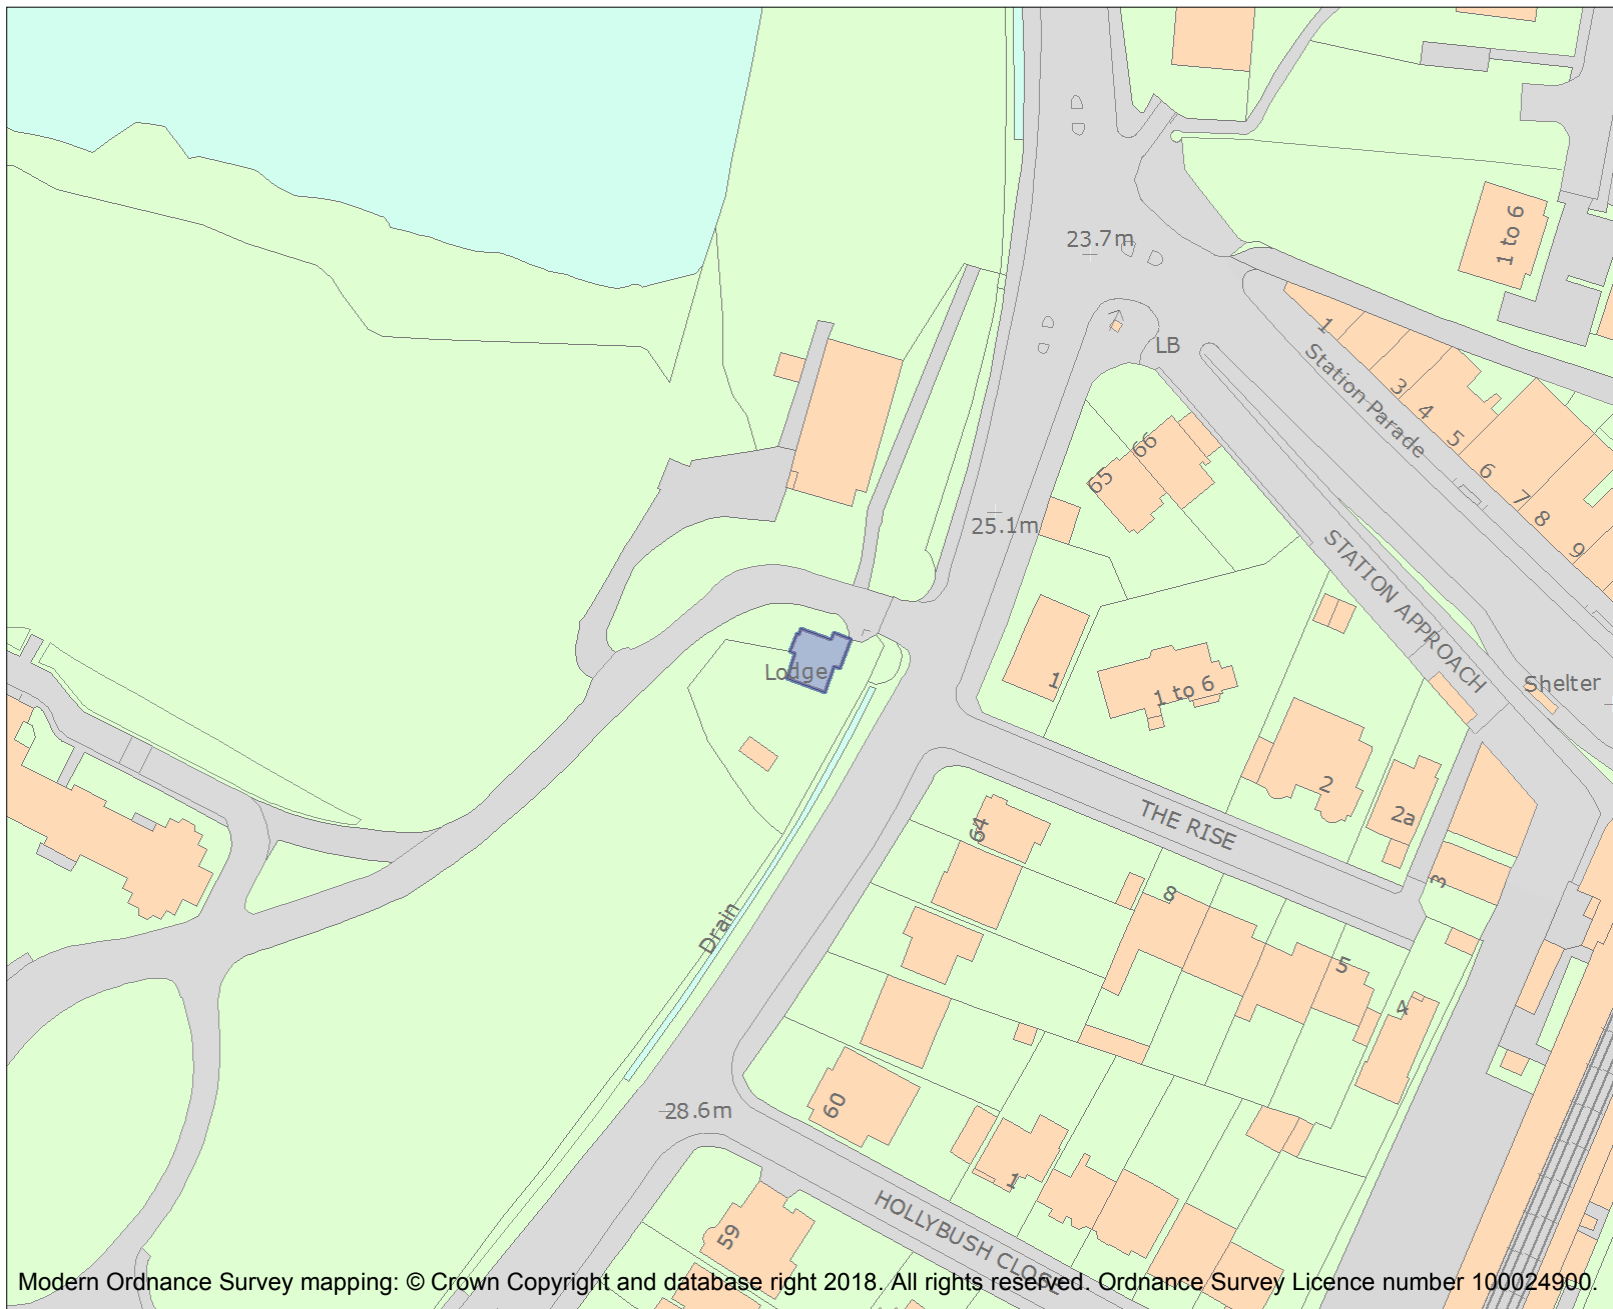 1 to 6
23.7m
1
LB
Station Parade
3
4
5
6
7
8
9
66
65
25.1m
STATION APPROACH
Lodge
1
1 to 6
Shelter
2
2a
THE RISE
64
3
8
Drain
5
4
28.6m
60
1
HOLLYBUSH CLOSE
59
Modern Ordnance Survey mapping: © Crown Copyright and database right 2018. All rights reserved. Ordnance Survey Licence number 100024900.